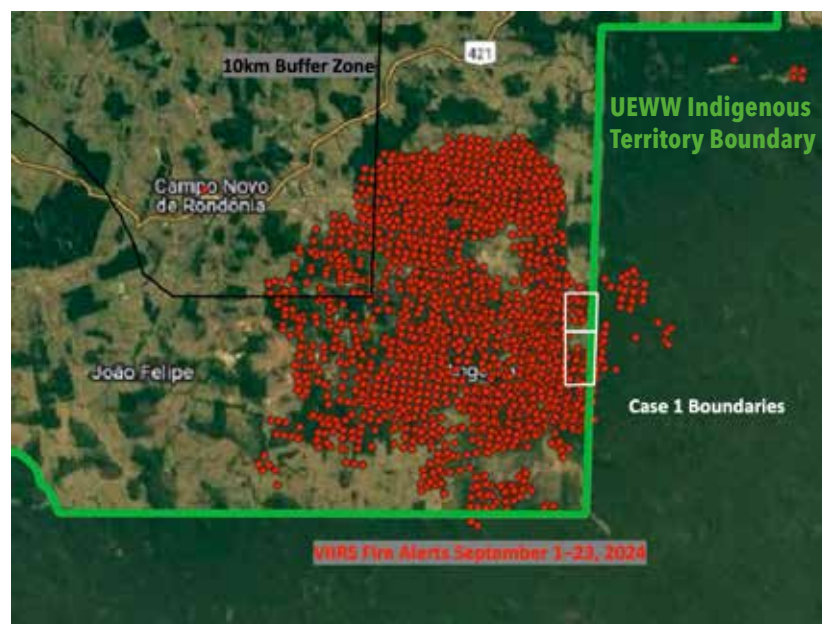 421
10km Buffer Zone
UEWW Indigenous
Territory Boundary
Campo Novo
de Rondônia
João Felipe
Case 1 Boundaries
VIIRS Fire Alerts September 1–23, 2024